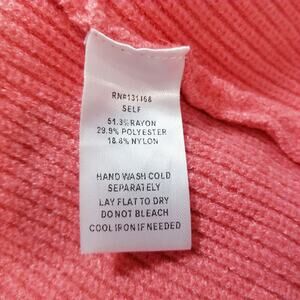 RN#131168
SELF
51.3% RAYON
29.9% POLYESTER
18.8% NYLON
HAND WASH COLD
SEPARATELY
LAY FLAT TO DRY
DO NOT BLEACH
COOL IRON IF NEEDED